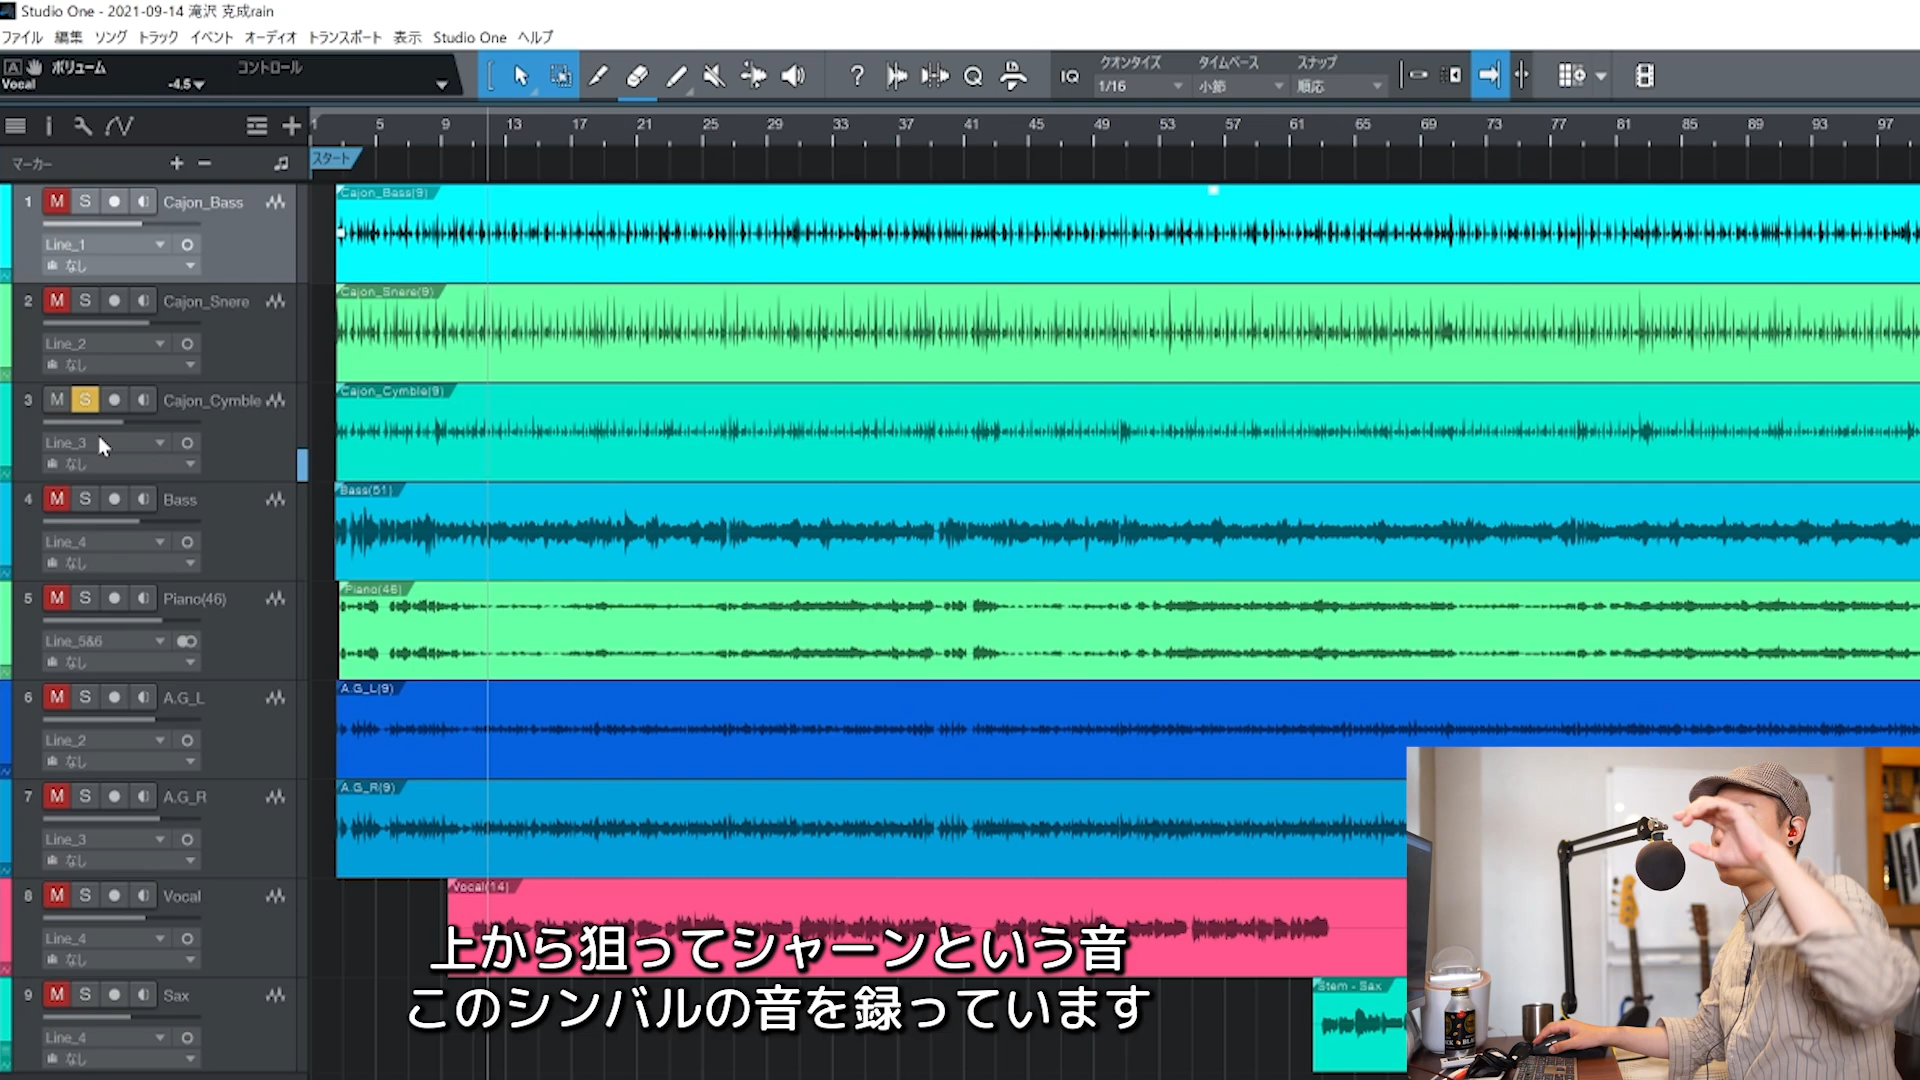 Studio One - 2021-09-14 滝沢 克成rain
ファイル 編集 ソング トラック イベント オーディオ トランスポート 表示 Studio One ヘルプ
A ボリューム コントロール
Vocal -4.5
クオンタイズ タイムベース スナップ
IQ 1/16 小節 順応
1 5 9 13 17 21 25 29 33 37 41 45 49 53 57 61 65 69 73 77 81 85 89 93 97
マーカー + -
スタート
1 M S Cajon_Bass
Line_1
なし
Cajon_Bass(9)
2 M S Cajon_Snere
Line_2
なし
Cajon_Snere(9)
3 M S Cajon_Cymble
Line_3
なし
Cajon_Cymble(9)
4 M S Bass
Line_4
なし
Bass(51)
5 M S Piano(46)
Line_5&6
なし
Piano(46)
6 M S A.G_L
Line_2
なし
A.G_L(9)
7 M S A.G_R
Line_3
なし
A.G_R(9)
8 M S Vocal
Line_4
なし
Vocal(14)
9 M S Sax
Line_4
なし
Stem - Sax
上から狙ってシャーンという音
このシンバルの音を録っています